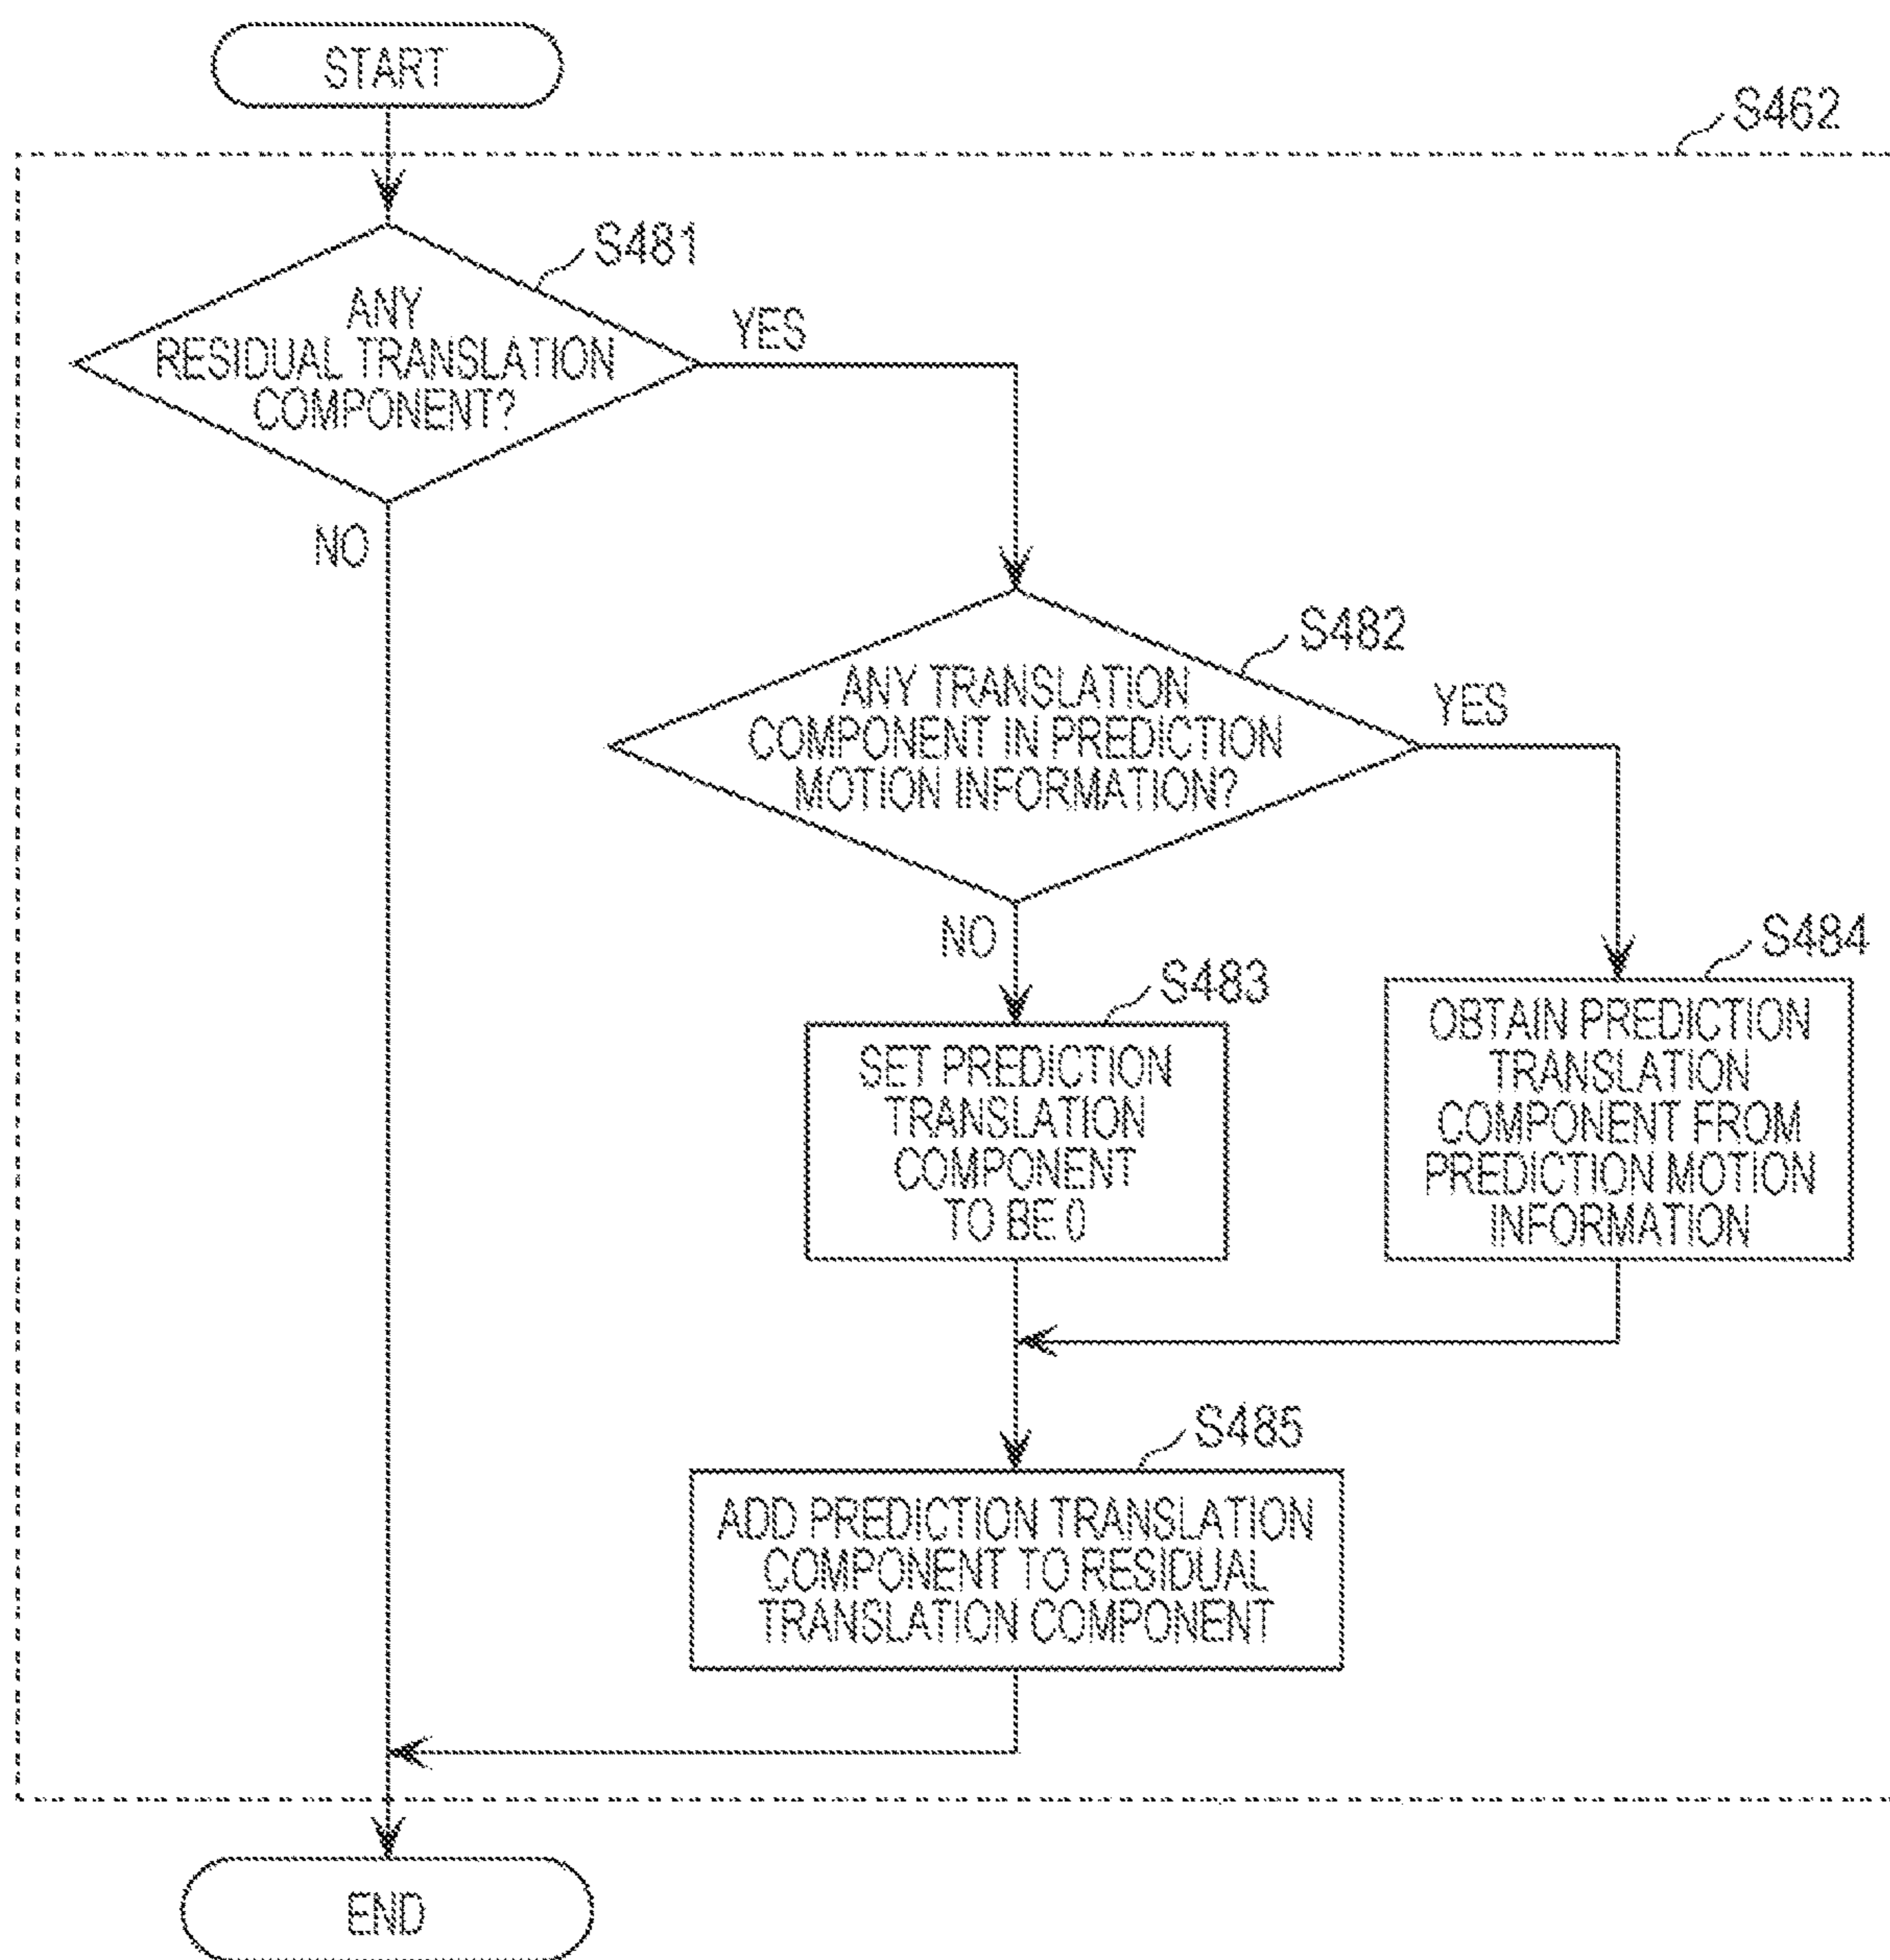 START
S462
S481
ANY
RESIDUAL TRANSLATION
COMPONENT?
YES
NO
S482
ANY TRANSLATION
COMPONENT IN PREDICTION
MOTION INFORMATION?
YES
NO
S483
SET PREDICTION
TRANSLATION
COMPONENT
TO BE 0
S484
OBTAIN PREDICTION
TRANSLATION
COMPONENT FROM
PREDICTION MOTION
INFORMATION
S485
ADD PREDICTION TRANSLATION
COMPONENT TO RESIDUAL
TRANSLATION COMPONENT
END